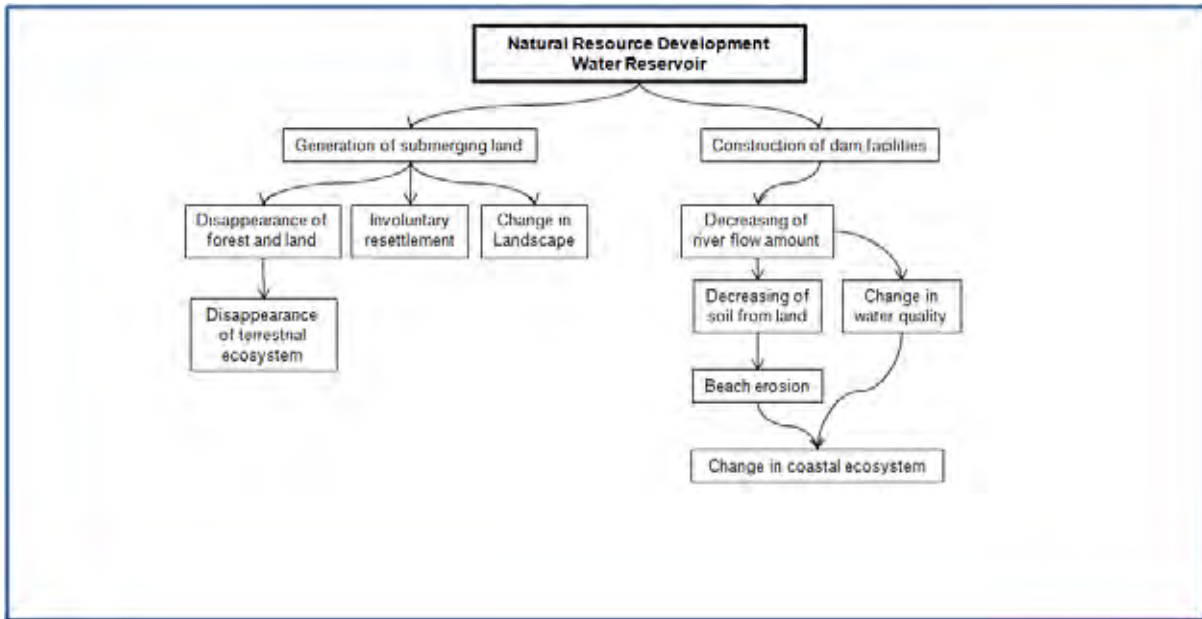 Natural Resource Development
Water Reservoir
Generation of submerging land
Construction of dam facilities
Disappearance of
forest and land
Involuntary
resettlement
Change in
Landscape
Decreasing of
river flow amount
Disappearance
of terrestrial
ecosystem
Decreasing of
soil from land
Change in
water quality
Beach erosion
Change in coastal ecosystem